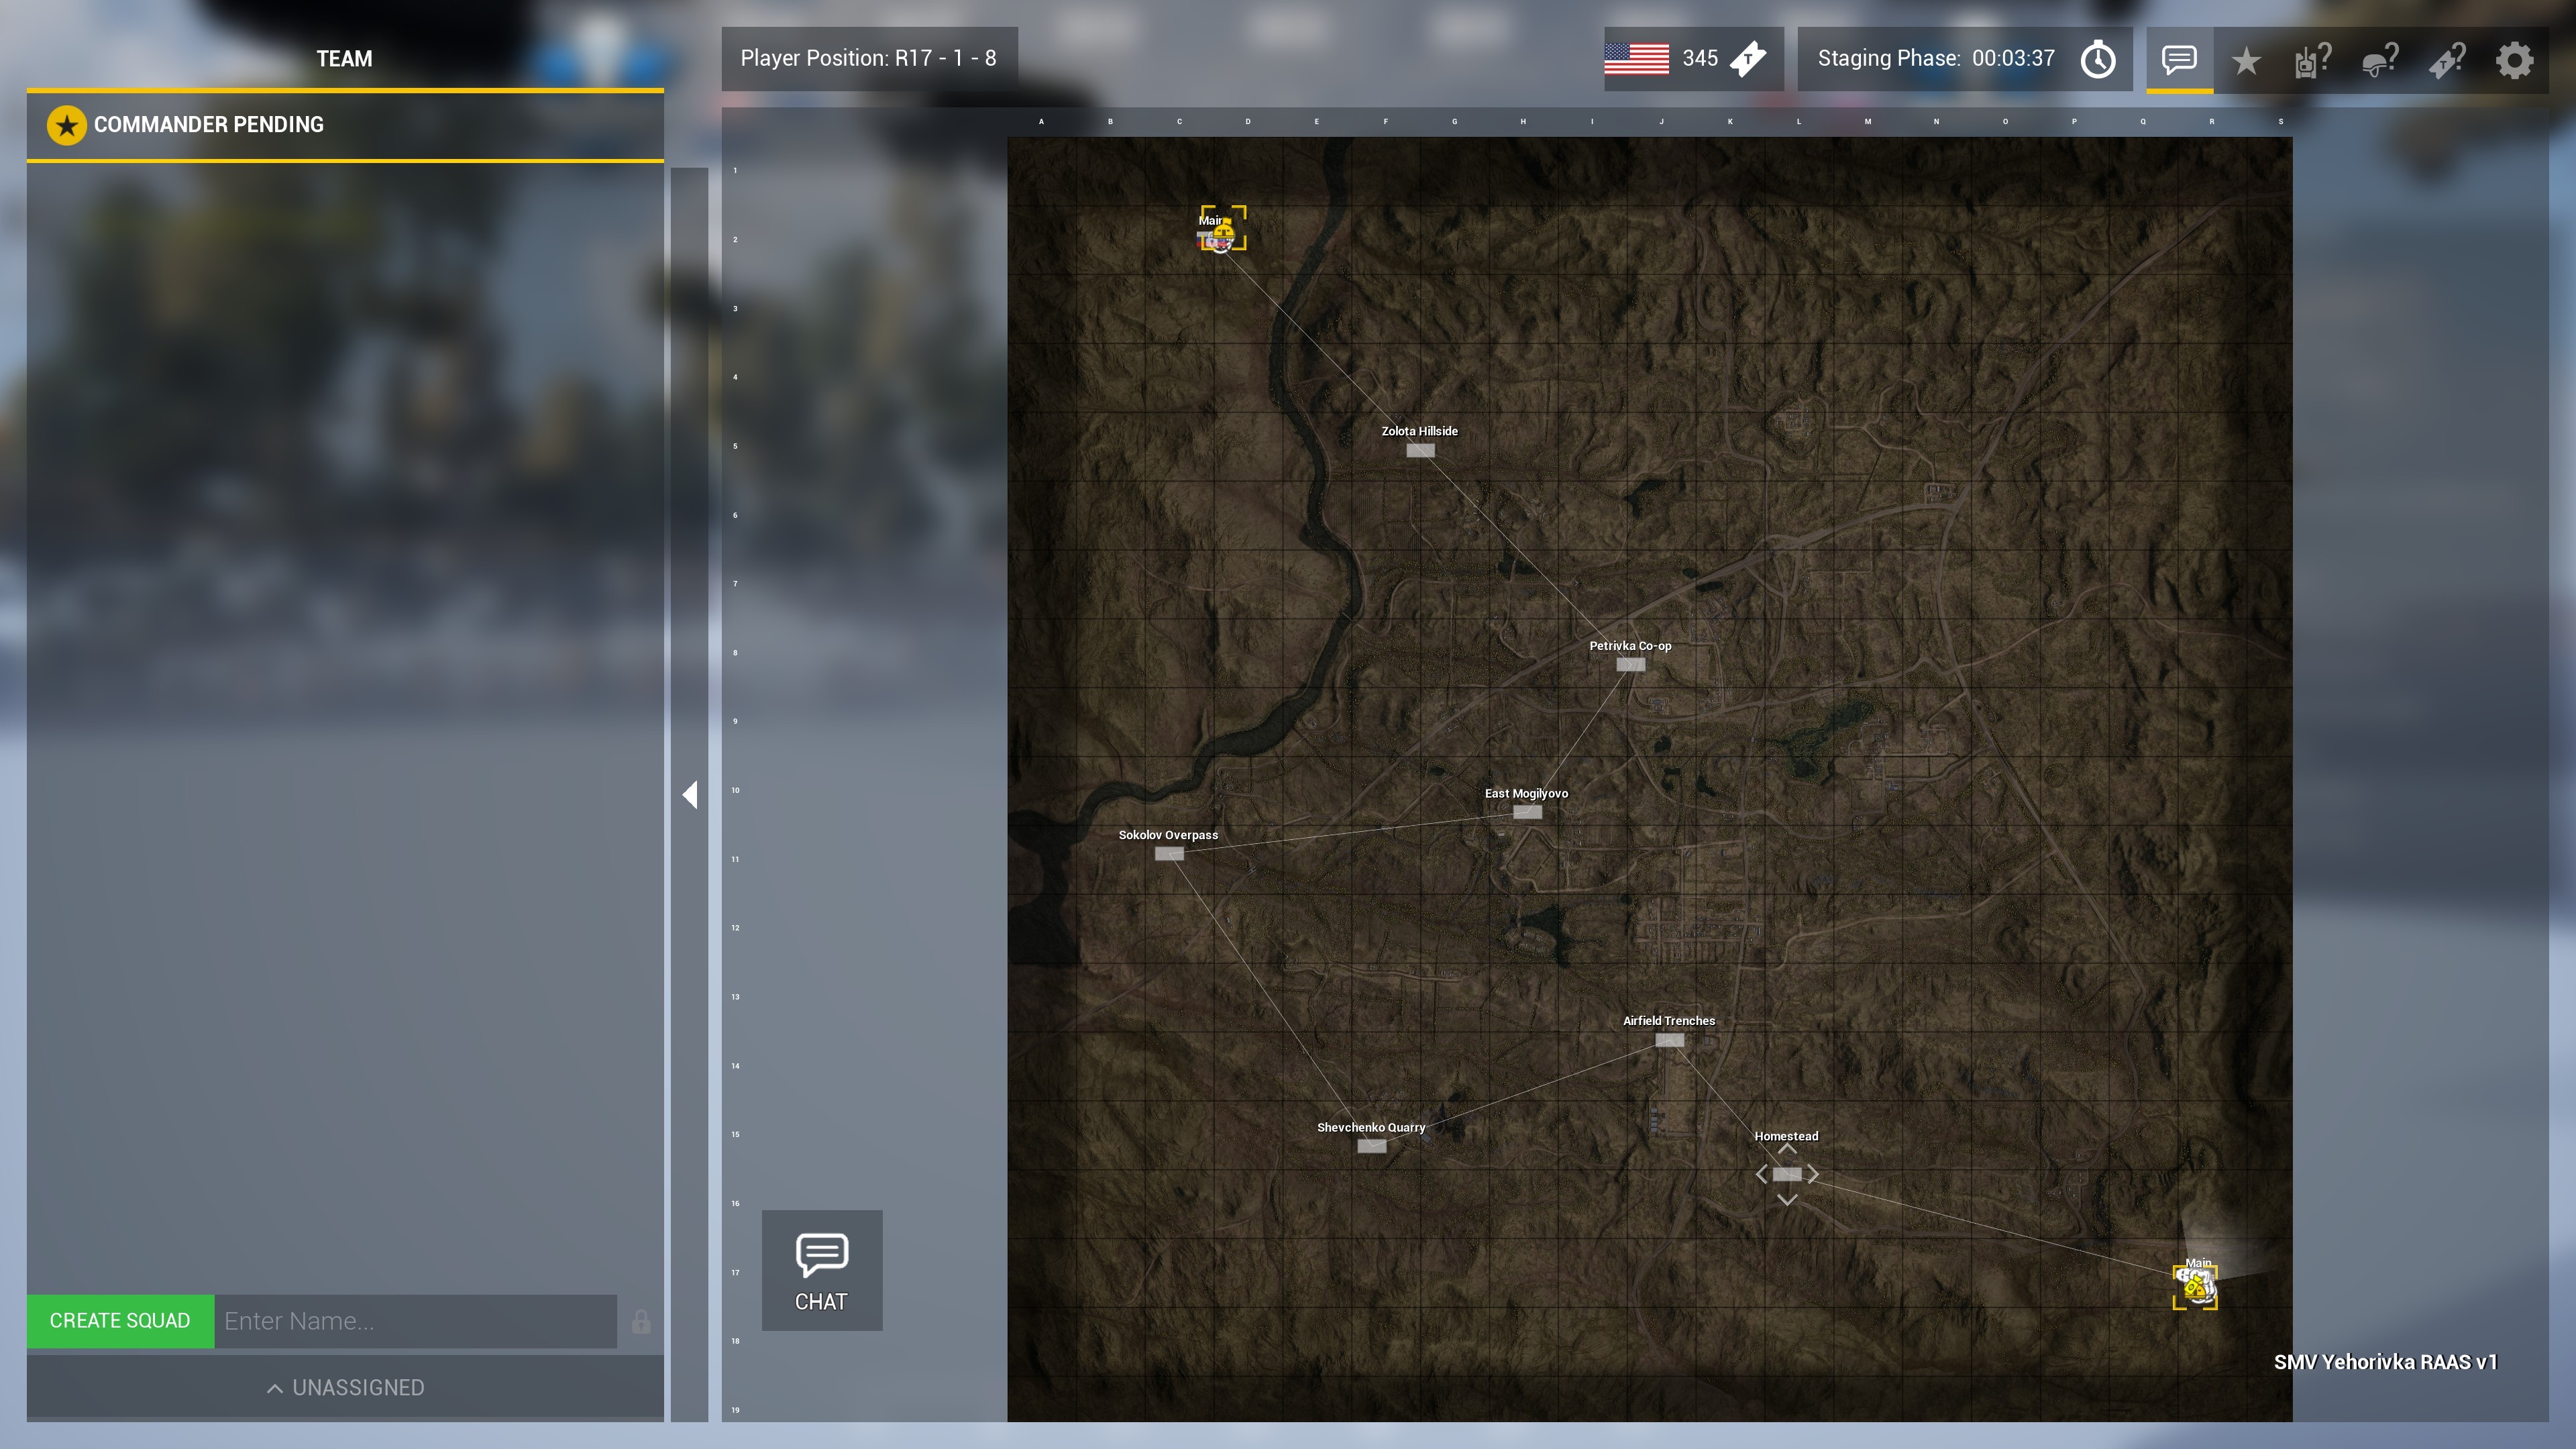 TEAM
Player Position: R17 - 1 - 8
345
T
Staging Phase: 00:03:37
?
?
T?
COMMANDER PENDING
A B C D E F G H I J K L M N O P Q R S
1
2
3
4
5
6
7
8
9
10
11
12
13
14
15
16
17
18
19
Main
Zolota Hillside
Petrivka Co-op
East Mogilyovo
Sokolov Overpass
Airfield Trenches
Shevchenko Quarry
Homestead
Main
CHAT
CREATE SQUAD
Enter Name...
UNASSIGNED
SMV Yehorivka RAAS v1